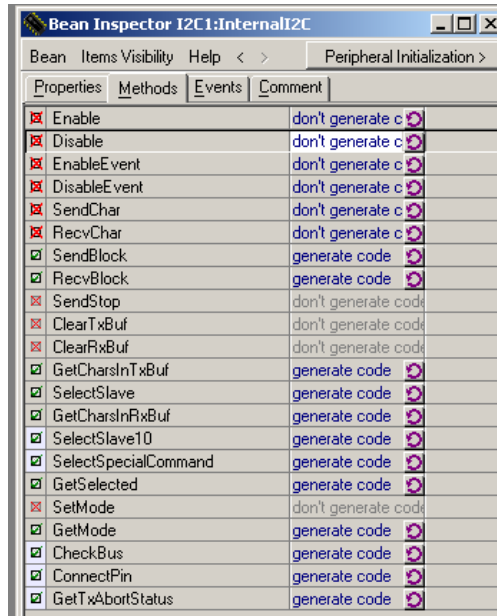 Bean Inspector I2C1:InternalI2C
Bean Items Visibility Help < > Peripheral Initialization >
Properties Methods Events Comment
Enable don't generate c
Disable don't generate c
EnableEvent don't generate c
DisableEvent don't generate c
SendChar don't generate c
RecvChar don't generate c
SendBlock generate code
RecvBlock generate code
SendStop don't generate code
ClearTxBuf don't generate code
ClearRxBuf don't generate code
GetCharsInTxBuf generate code
SelectSlave generate code
GetCharsInRxBuf generate code
SelectSlave10 generate code
SelectSpecialCommand generate code
GetSelected generate code
SetMode don't generate code
GetMode generate code
CheckBus generate code
ConnectPin generate code
GetTxAbortStatus generate code